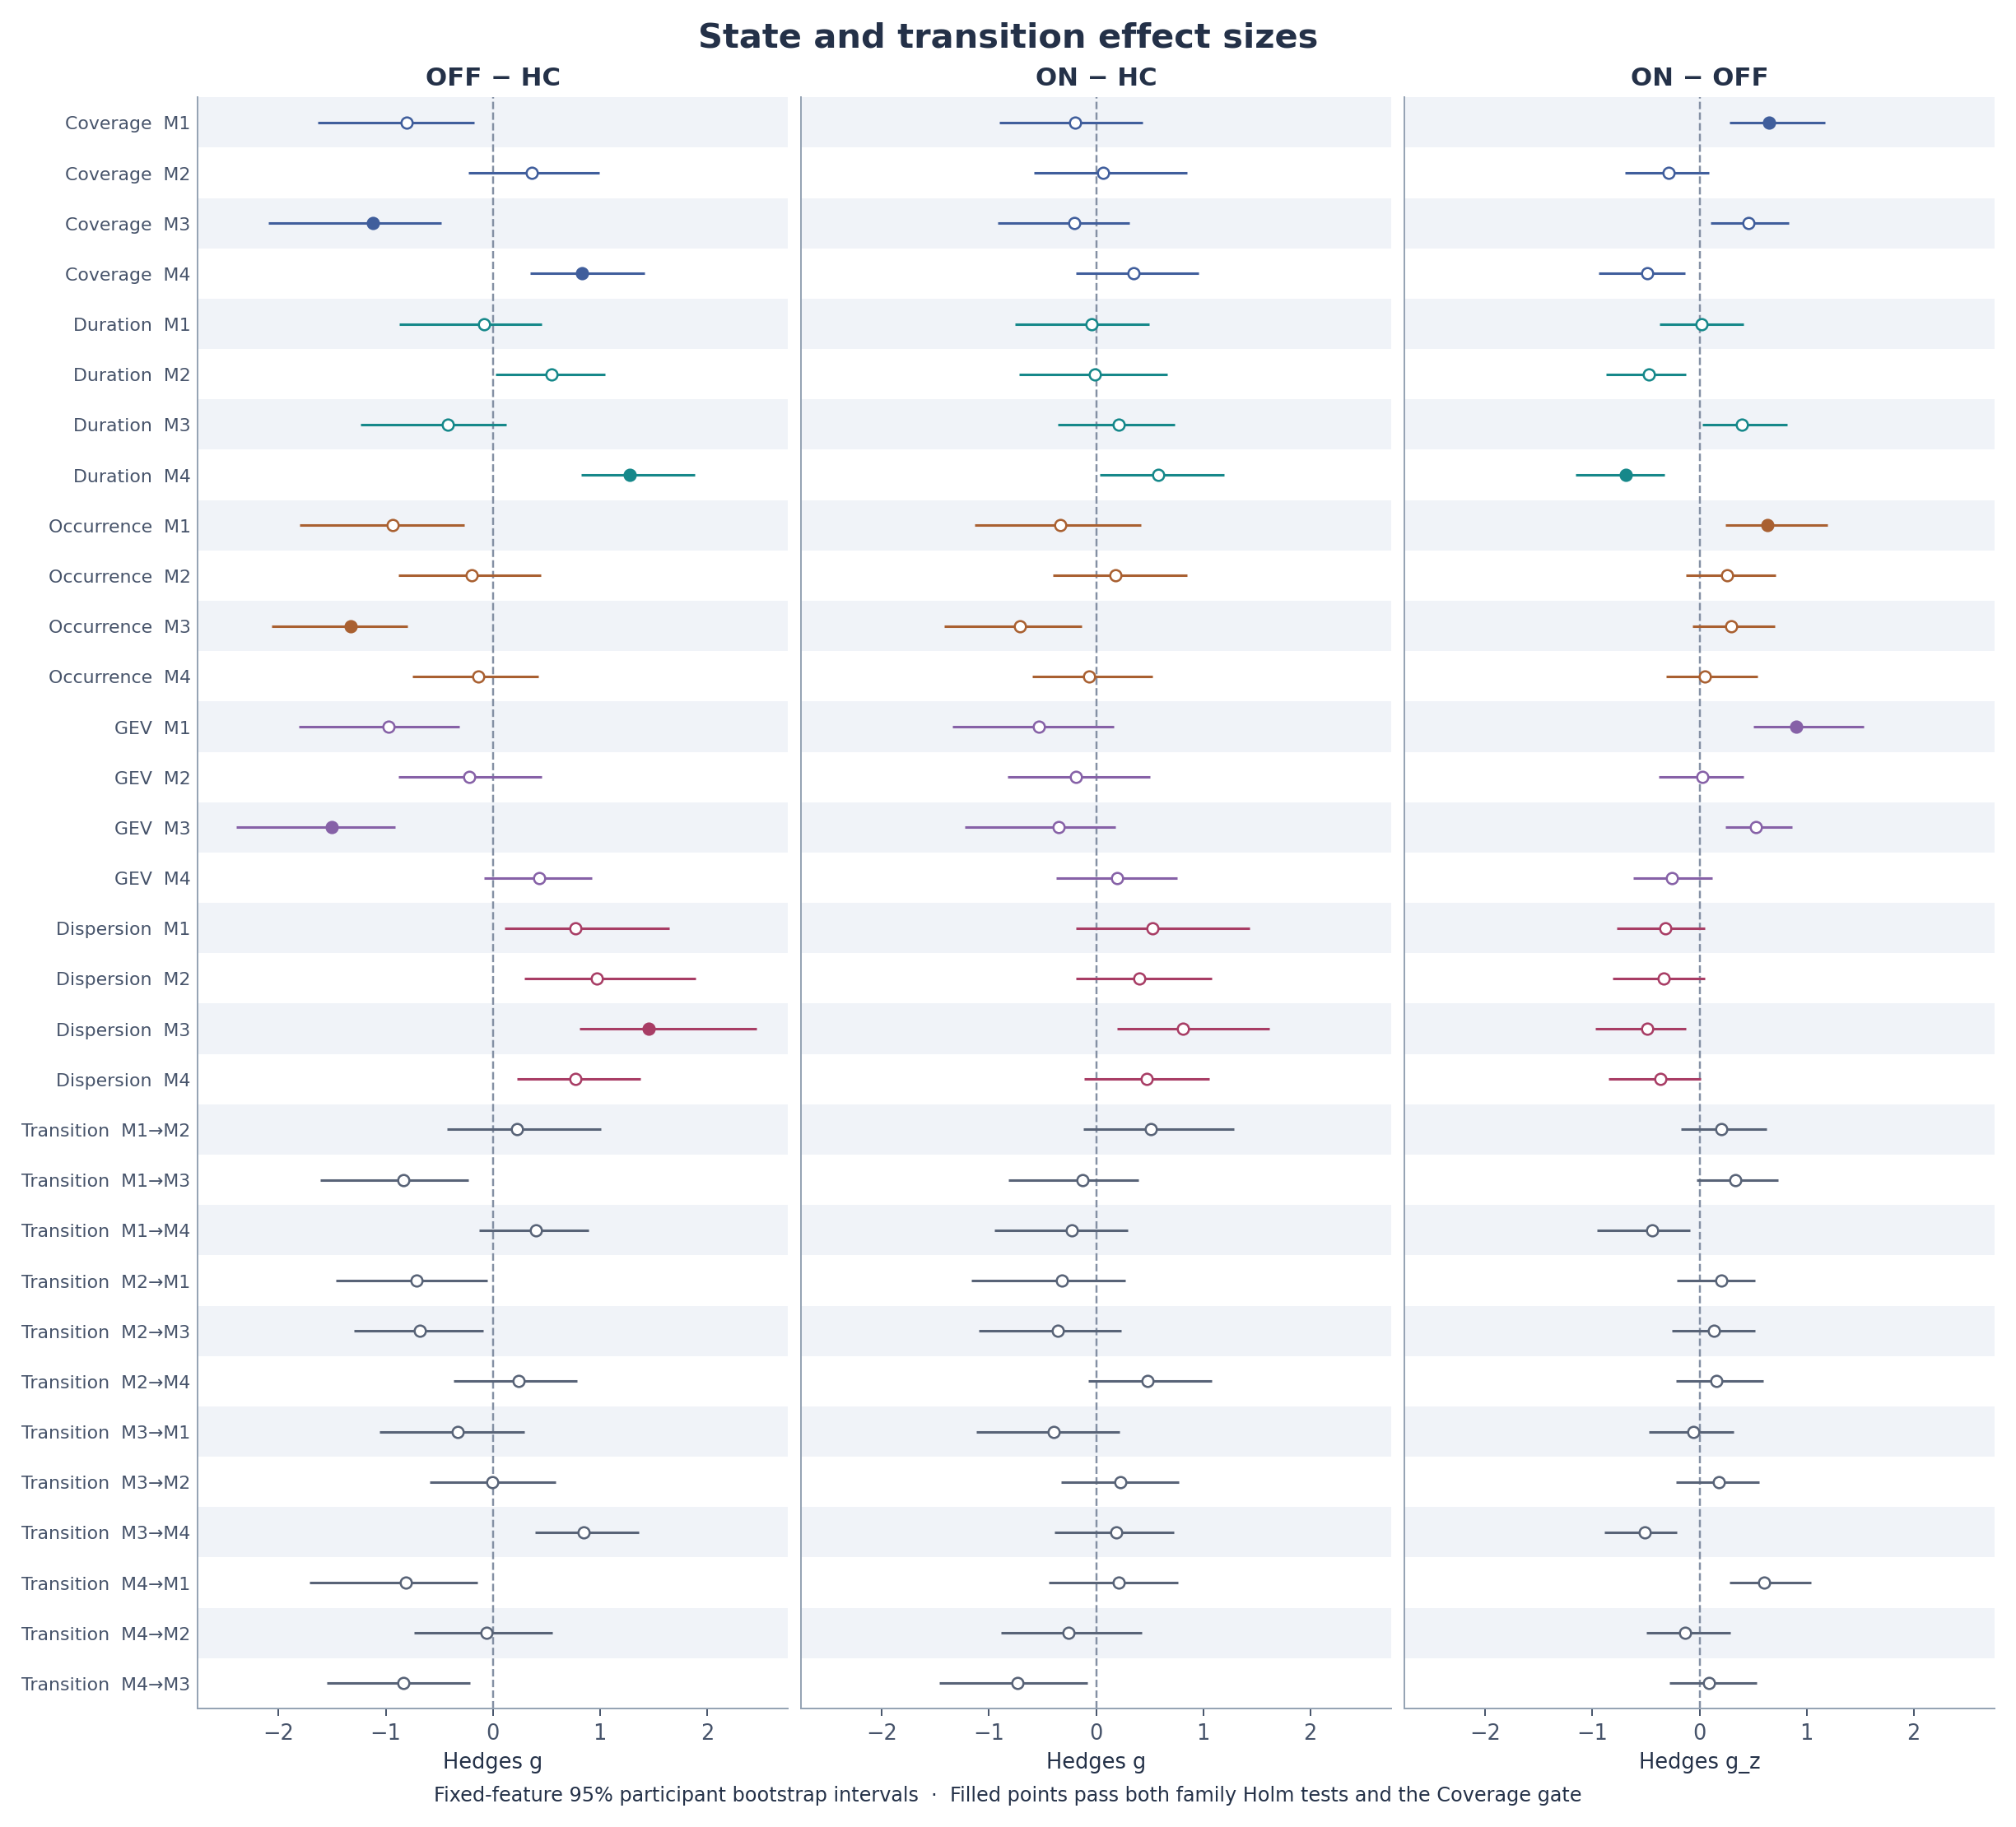 State and transition effect sizes
OFF − HC
ON − HC
ON − OFF
Coverage M1
Coverage M2
Coverage M3
Coverage M4
Duration M1
Duration M2
Duration M3
Duration M4
Occurrence M1
Occurrence M2
Occurrence M3
Occurrence M4
GEV M1
GEV M2
GEV M3
GEV M4
Dispersion M1
Dispersion M2
Dispersion M3
Dispersion M4
Transition M1→M2
Transition M1→M3
Transition M1→M4
Transition M2→M1
Transition M2→M3
Transition M2→M4
Transition M3→M1
Transition M3→M2
Transition M3→M4
Transition M4→M1
Transition M4→M2
Transition M4→M3
−2 −1 0 1 2
−2 −1 0 1 2
−2 −1 0 1 2
Hedges g
Hedges g
Hedges g_z
Fixed-feature 95% participant bootstrap intervals · Filled points pass both family Holm tests and the Coverage gate